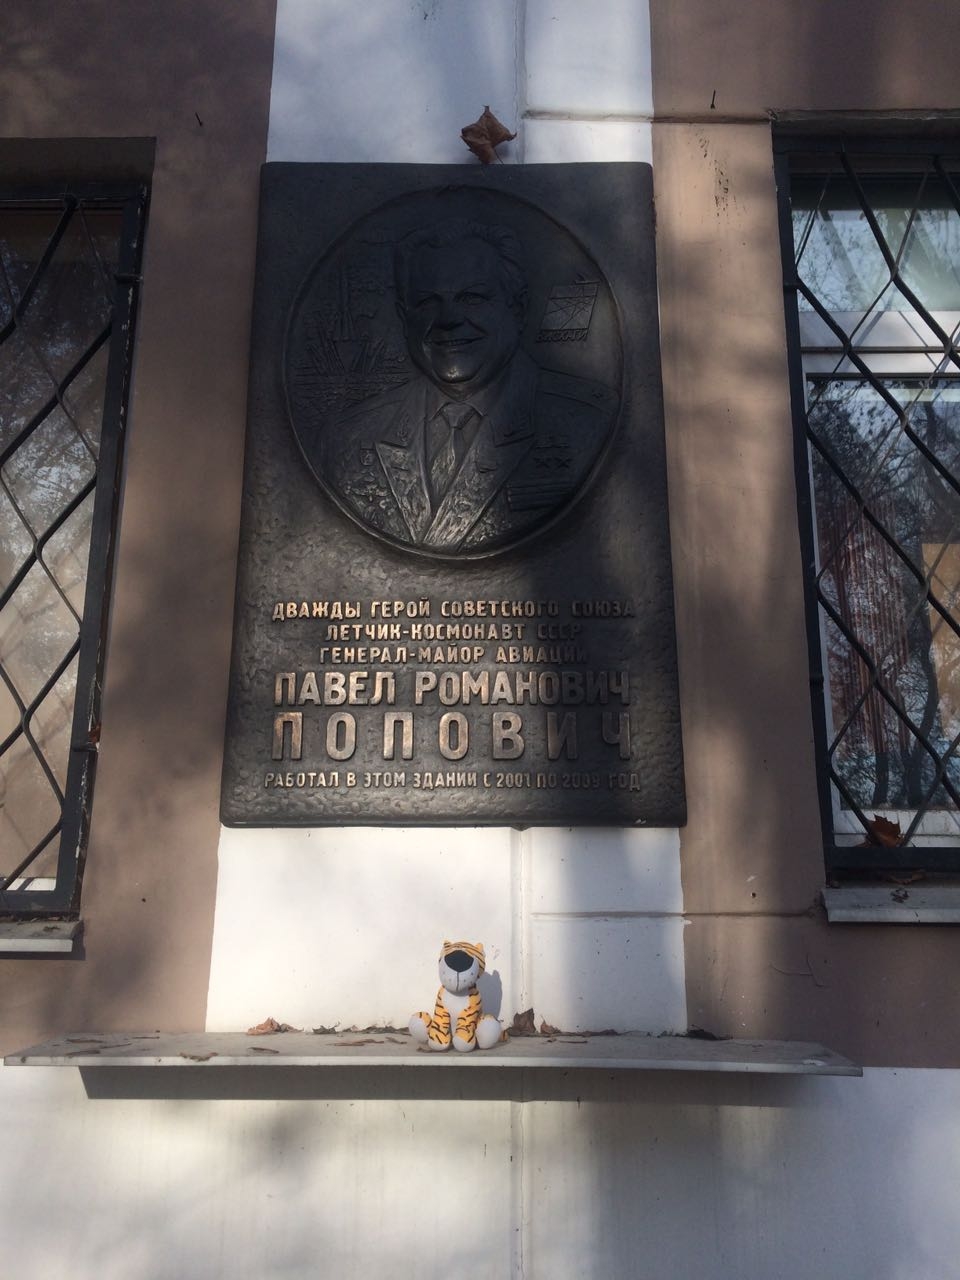 ВИСХАГИ
ДВАЖДЫ ГЕРОЙ СОВЕТСКОГО СОЮЗА
ЛЕТЧИК-КОСМОНАВТ СССР
ГЕНЕРАЛ-МАЙОР АВИАЦИИ
ПАВЕЛ РОМАНОВИЧ
ПОПОВИЧ
РАБОТАЛ В ЭТОМ ЗДАНИИ С 2001 ПО 2009 ГОД